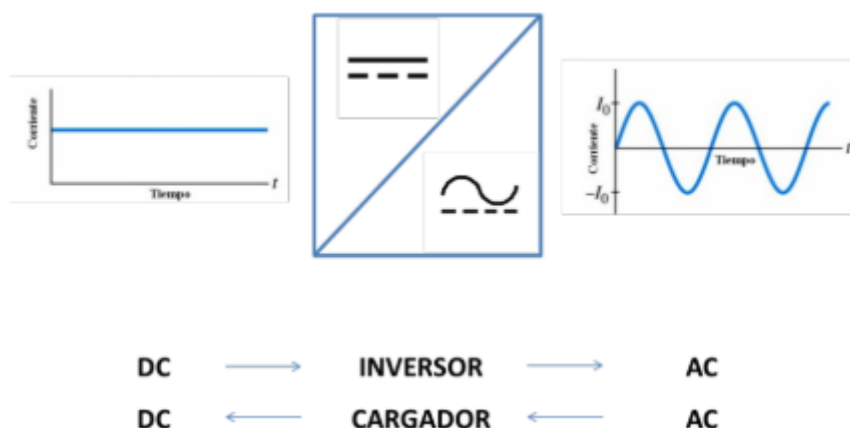 Corriente
t
Tiempo
I₀
Corriente
Tiempo
t
-I₀
DC INVERSOR AC
DC CARGADOR AC